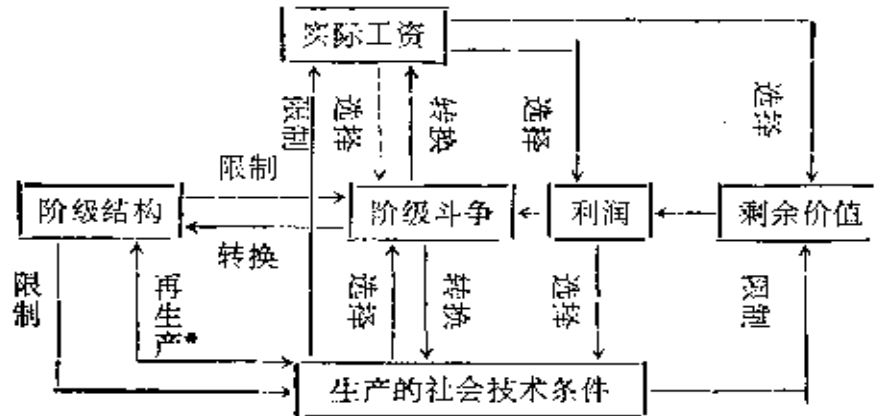 实际工资
限制
选择
转换
选择
选择
限制
阶级结构
阶级斗争
利润
剩余价值
转换
限制
再生产*
选择
转换
选择
限制
生产的社会技术条件